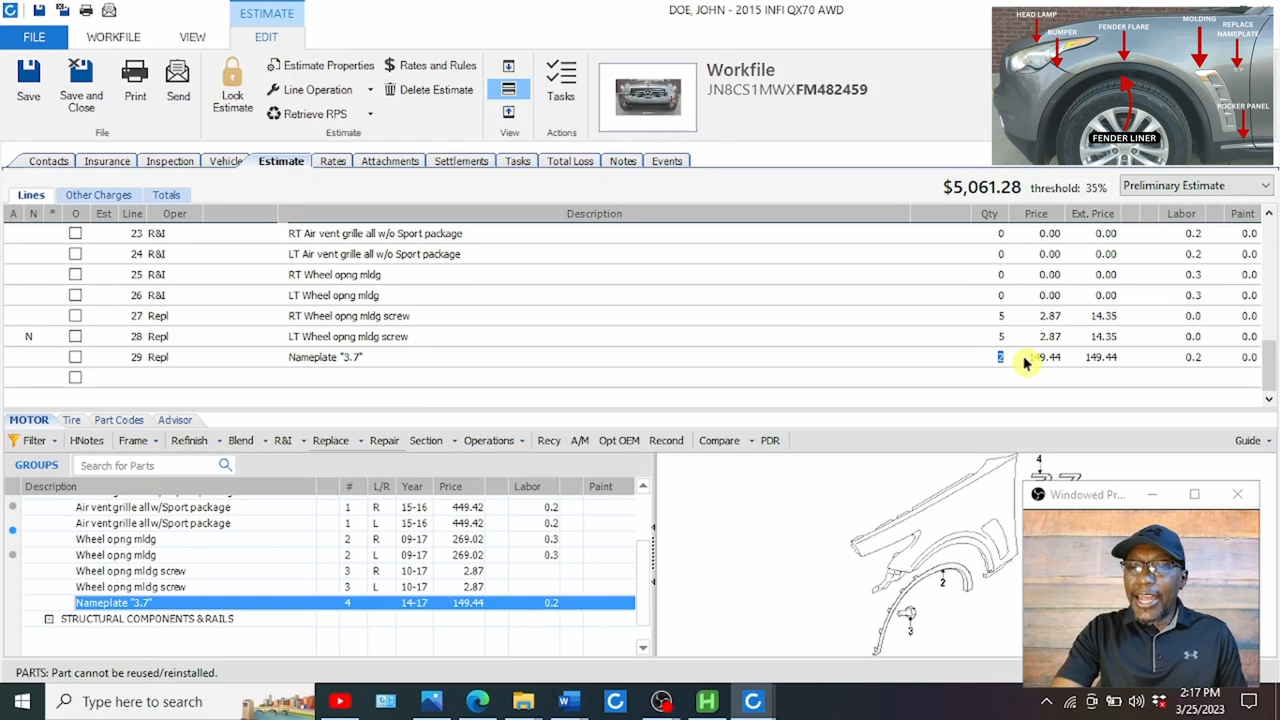 ESTIMATE
DOE, JOHN - 2015 INFI QX70 AWD
FILE
WORKFILE
VIEW
EDIT
Save
Save and Close
Print
Send
File
Lock Estimate
Estimate Properties
Line Operation
Retrieve RPS
Rates and Rules
Delete Estimate
Estimate
View
Tasks
Actions
Workfile
JN8CS1MWXFM482459
HEAD LAMP
BUMPER
FENDER FLARE
MOLDING
REPLACE NAMEPLATE
ROCKER PANEL
FENDER LINER
Contacts Insurance Inspection Vehicle Estimate Rates Attachments Settlements Tasks Total Loss Notes Events
Lines Other Charges Totals
$5,061.28 threshold: 35% Preliminary Estimate
A N * O Est Line Oper Description Qty Price Ext. Price Labor Paint
23 R&I RT Air vent grille all w/o Sport package 0 0.00 0.00 0.2 0.0
24 R&I LT Air vent grille all w/o Sport package 0 0.00 0.00 0.2 0.0
25 R&I RT Wheel opng mldg 0 0.00 0.00 0.3 0.0
26 R&I LT Wheel opng mldg 0 0.00 0.00 0.3 0.0
27 Repl RT Wheel opng mldg screw 5 2.87 14.35 0.0 0.0
N 28 Repl LT Wheel opng mldg screw 5 2.87 14.35 0.0 0.0
29 Repl Nameplate "3.7" 2 149.44 149.44 0.2 0.0
MOTOR Tire Part Codes Advisor
Filter HNotes Frame Refinish Blend R&I Replace Repair Section Operations Recy A/M Opt OEM Recond Compare PDR Guide
GROUPS Search for Parts
Description # L/R Year Price Labor Paint
Air vent grille all w/Sport package 1 R 15-16 449.42 0.2
Air vent grille all w/Sport package 1 L 15-16 449.42 0.2
Wheel opng mldg 2 R 09-17 269.02 0.3
Wheel opng mldg 2 L 09-17 269.02 0.3
Wheel opng mldg screw 3 R 10-17 2.87
Wheel opng mldg screw 3 L 10-17 2.87
Nameplate "3.7" 4 14-17 149.44 0.2
STRUCTURAL COMPONENTS & RAILS
4
2
3
Windowed Pr...
PARTS: Part cannot be reused/reinstalled.
Type here to search
2:17 PM
3/25/2023